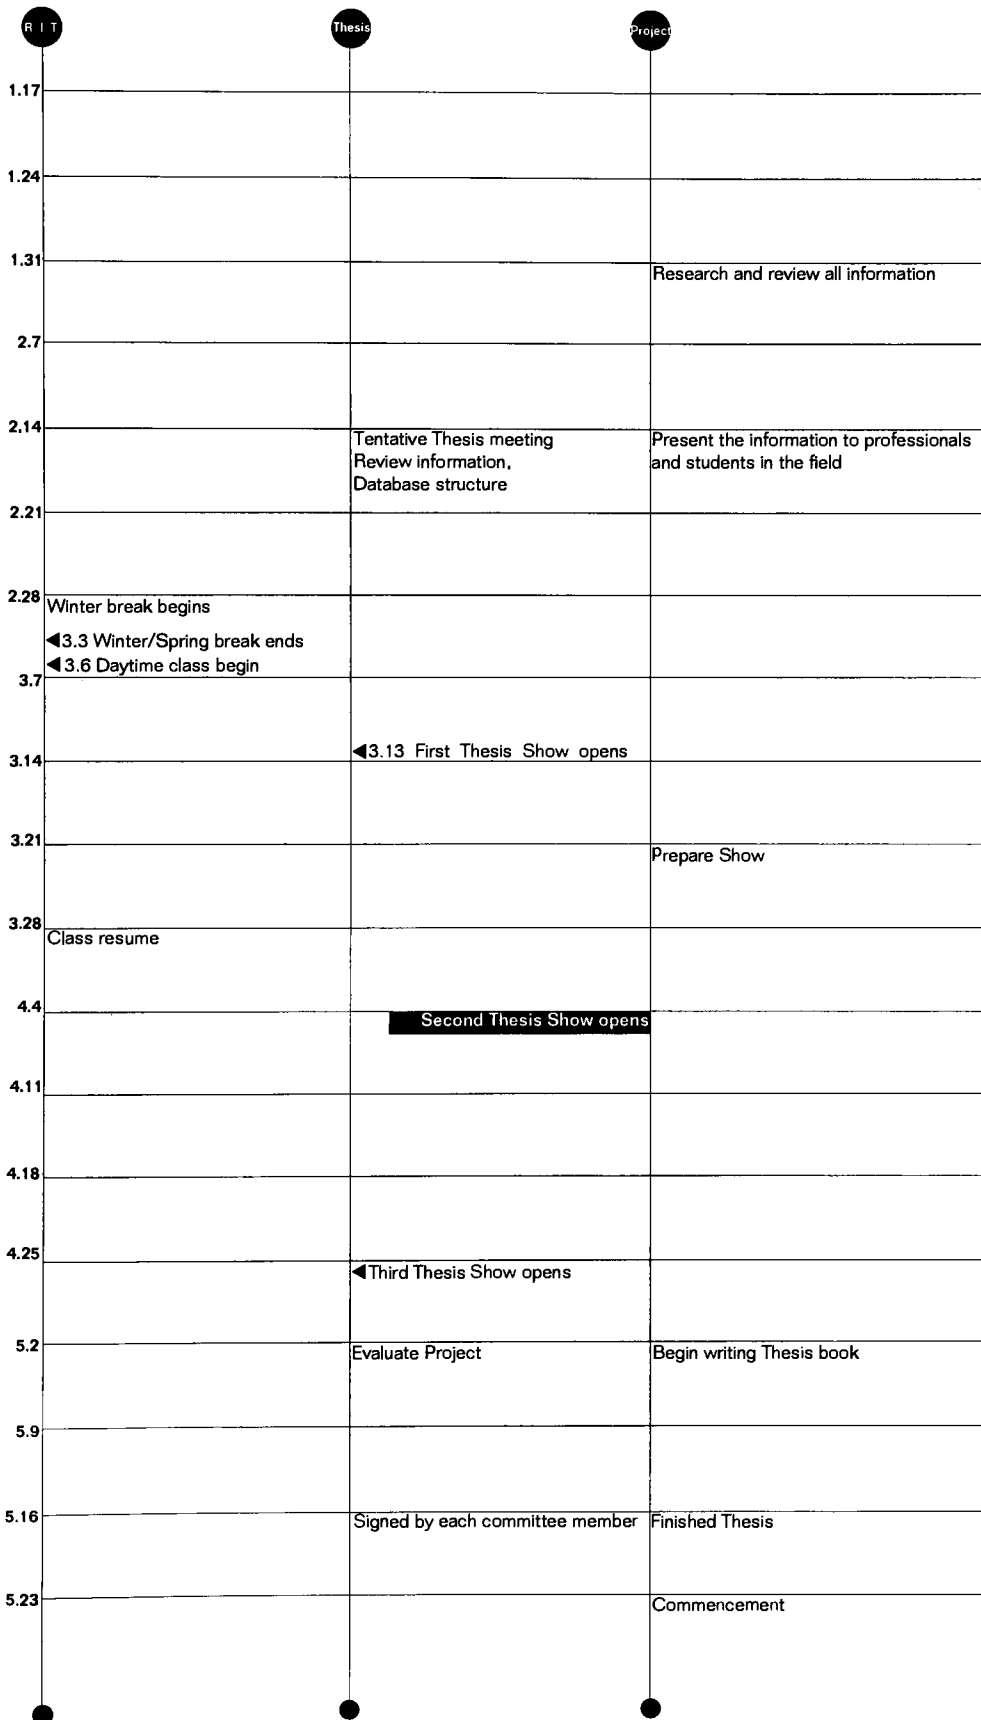 R I T
Thesis
Project
1.17
1.24
1.31
Research and review all information
2.7
2.14
Tentative Thesis meeting
Review information,
Database structure
Present the information to professionals
and students in the field
2.21
2.28
Winter break begins
◀3.3 Winter/Spring break ends
◀3.6 Daytime class begin
3.7
◀3.13 First Thesis Show opens
3.14
3.21
Prepare Show
3.28
Class resume
4.4
Second Thesis Show opens
4.11
4.18
4.25
◀Third Thesis Show opens
5.2
Evaluate Project
Begin writing Thesis book
5.9
5.16
Signed by each committee member
Finished Thesis
5.23
Commencement